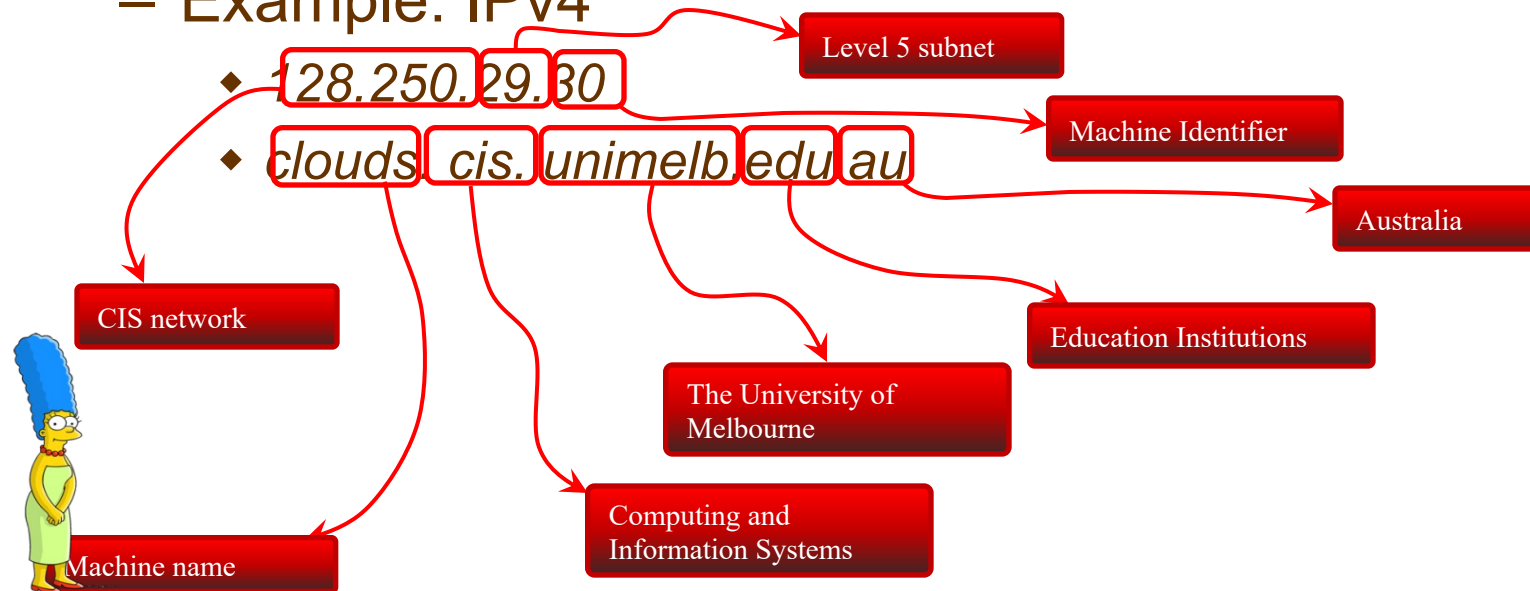 – Example: IPv4
Level 5 subnet
◆ 128.250.29.30
Machine Identifier
◆ clouds. cis. unimelb.edu.au
Australia
CIS network
Education Institutions
The University of
Melbourne
Computing and
Information Systems
Machine name